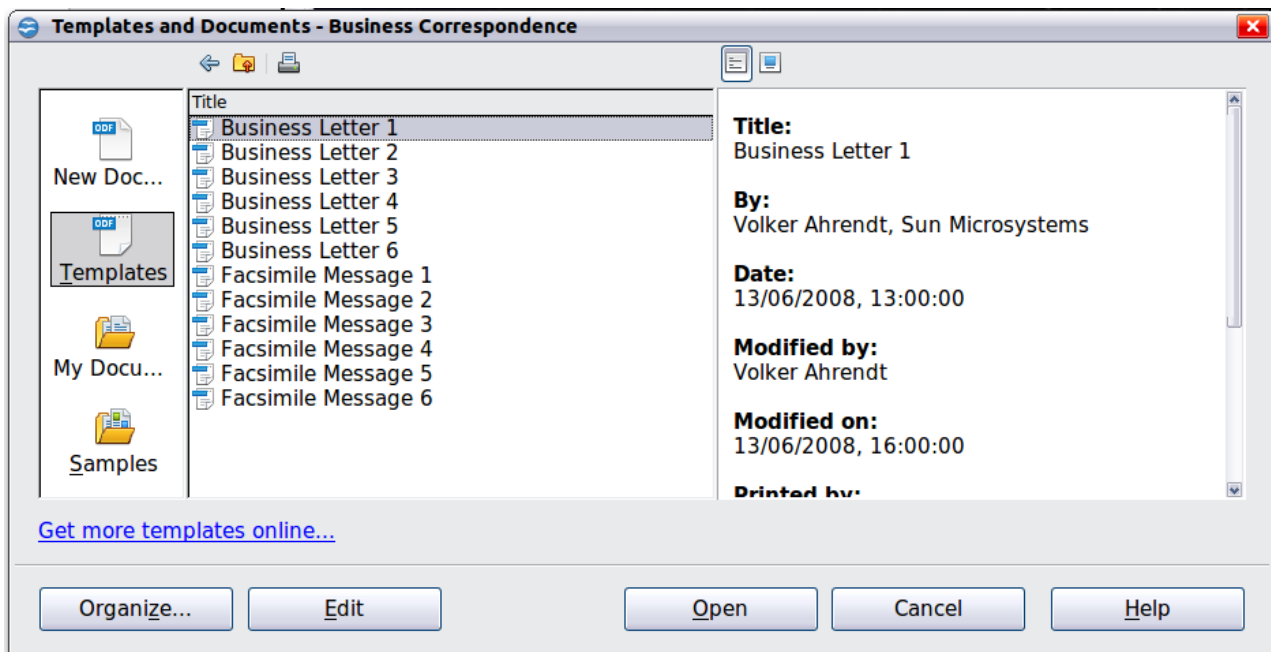 Templates and Documents - Business Correspondence
ODF
New Doc...
ODF
Templates
My Docu...
Samples
Title
Business Letter 1
Business Letter 2
Business Letter 3
Business Letter 4
Business Letter 5
Business Letter 6
Facsimile Message 1
Facsimile Message 2
Facsimile Message 3
Facsimile Message 4
Facsimile Message 5
Facsimile Message 6
Title:
Business Letter 1
By:
Volker Ahrendt, Sun Microsystems
Date:
13/06/2008, 13:00:00
Modified by:
Volker Ahrendt
Modified on:
13/06/2008, 16:00:00
Printed by:
Get more templates online...
Organize...
Edit
Open
Cancel
Help